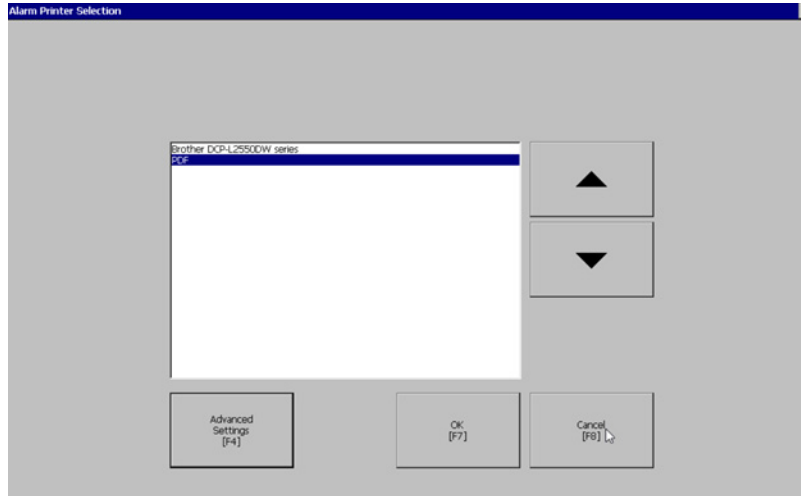 Alarm Printer Selection
Brother DCP-L2550DW series
PDF
Advanced
Settings
[F4]
OK
[F7]
Cancel
[F8]